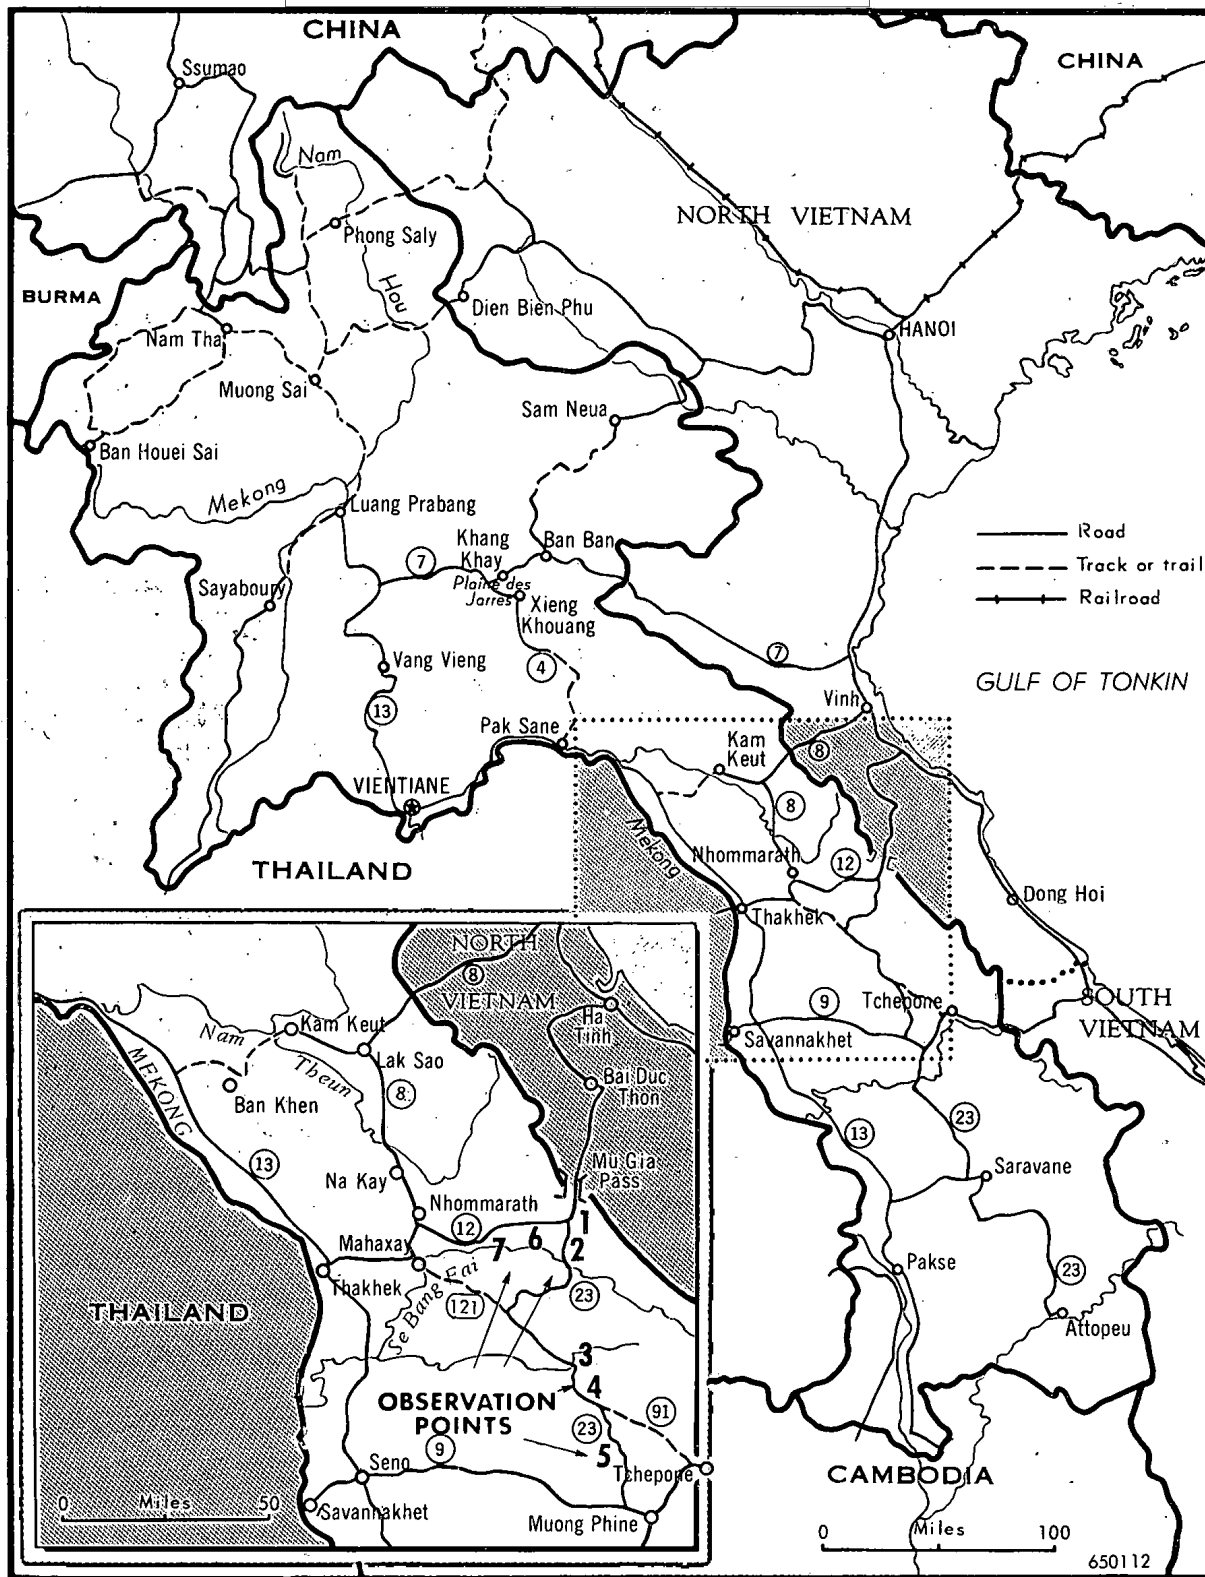 CHINA
CHINA
Ssumao
Nam
Hou
Phong Saly
NORTH VIETNAM
BURMA
Dien Bien Phu
Nam Tha
HANOI
Muong Sai
Sam Neua
Ban Houei Sai
Mekong
Luang Prabang
Khang
Khay
Ban Ban
Road
Track or trail
Railroad
7
Plaine des
Jarres
Sayaboury
Xieng
Khouang
Vang Vieng
4
7
GULF OF TONKIN
13
Vinh
Pak Sane
Kam
Keut
8
VIENTIANE
8
Mekong
THAILAND
Nhommarath
12
Dong Hoi
Thakhek
9
Tchepone
SOUTH
VIETNAM
Savannakhet
13
23
Saravane
Pakse
23
Attopeu
CAMBODIA
0 Miles 100
650112
NORTH
VIETNAM
8
Ha
Tinh
Kam Keut
Nam
Theun
Lak Sao
MEKONG
Ban Khen
8
Bai Duc
Thon
13
Na Kay
Mu Gia
Pass
Nhommarath
12
1
2
6
7
Mahaxay
Thakhek
Se Bang Fai
121
23
THAILAND
3
4
OBSERVATION
POINTS
23
91
9
5
Seno
Tchepone
0 Miles 50
Savannakhet
Muong Phine